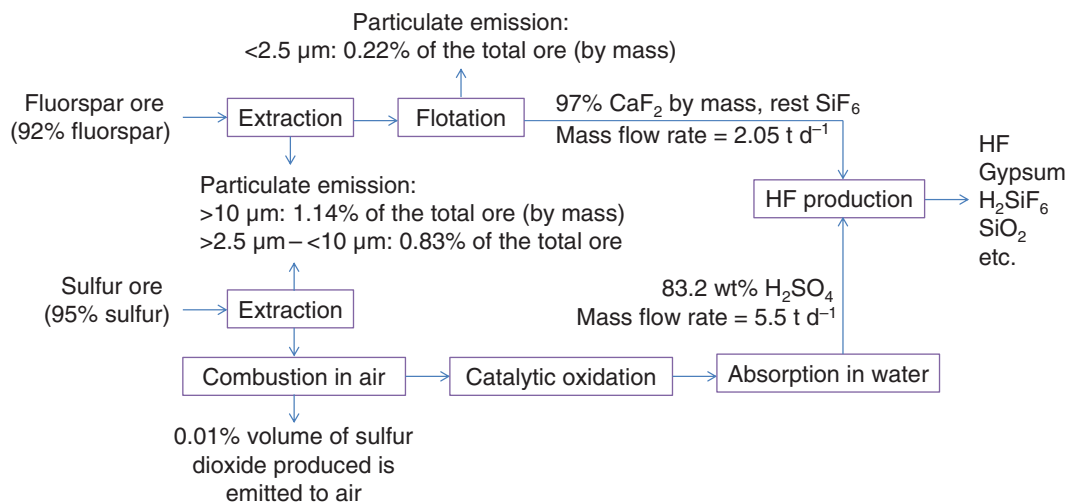 Particulate emission:
<2.5 µm: 0.22% of the total ore (by mass)
Fluorspar ore
(92% fluorspar)
Extraction
Flotation
97% CaF₂ by mass, rest SiF₆
Mass flow rate = 2.05 t d⁻¹
HF production
HF
Gypsum
H₂SiF₆
SiO₂
etc.
Particulate emission:
>10 µm: 1.14% of the total ore (by mass)
>2.5 µm – <10 µm: 0.83% of the total ore
Sulfur ore
(95% sulfur)
Extraction
83.2 wt% H₂SO₄
Mass flow rate = 5.5 t d⁻¹
Combustion in air
Catalytic oxidation
Absorption in water
0.01% volume of sulfur
dioxide produced is
emitted to air